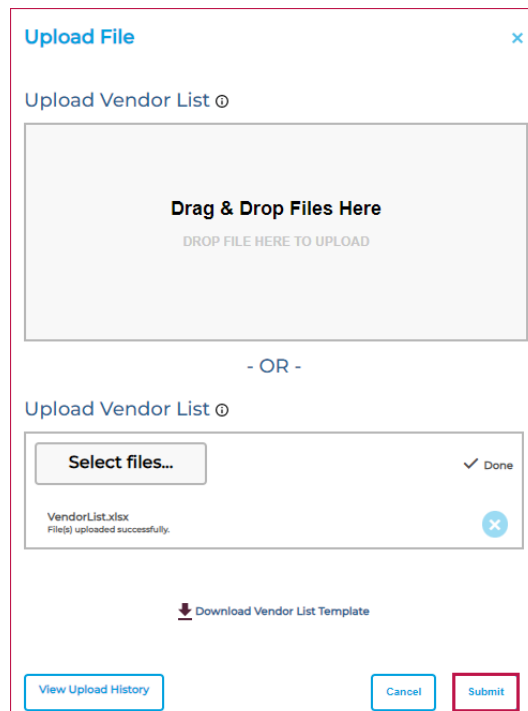 Upload File
Upload Vendor List
Drag & Drop Files Here
DROP FILE HERE TO UPLOAD
- OR -
Upload Vendor List
Select files...
Done
VendorList.xlsx
File(s) uploaded successfully.
Download Vendor List Template
View Upload History
Cancel
Submit